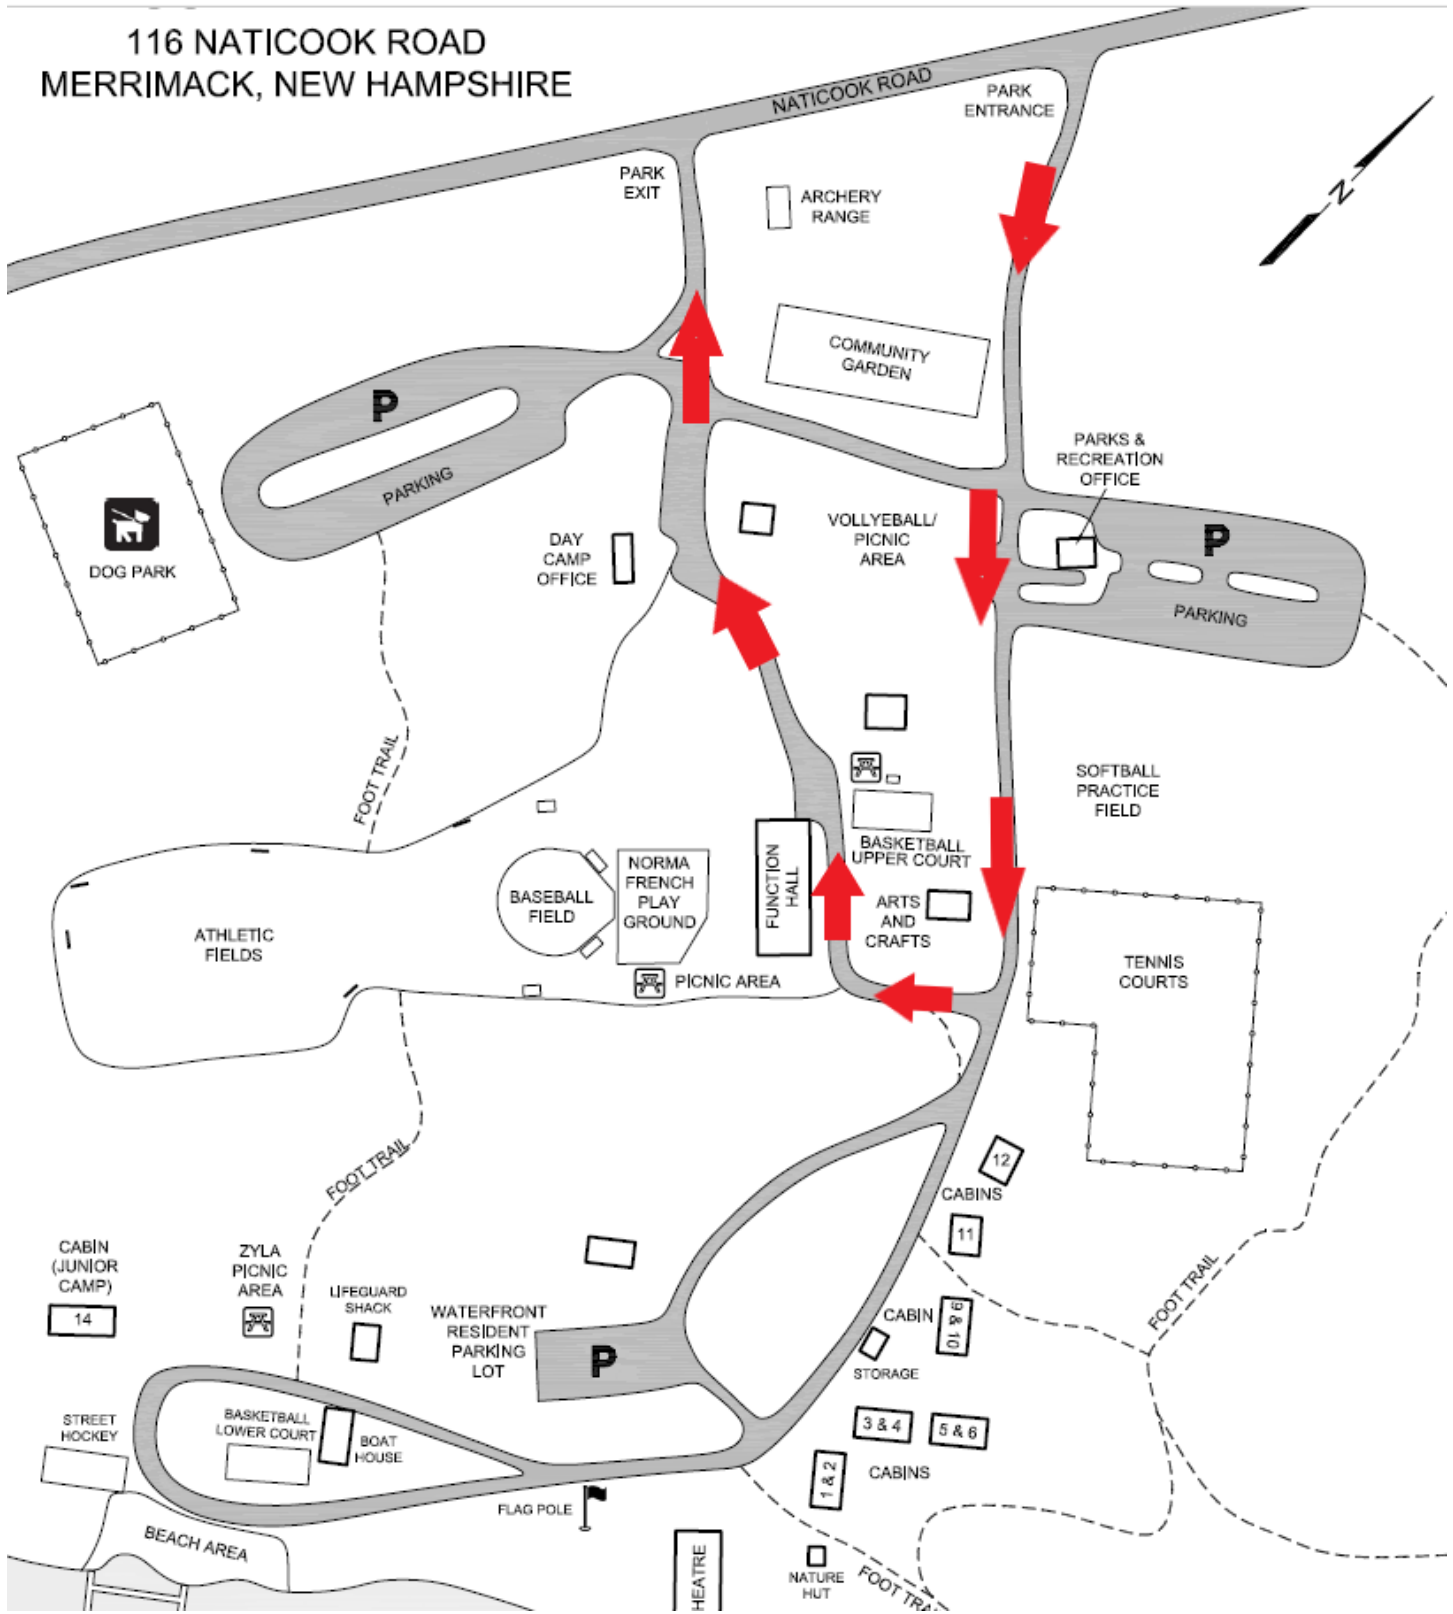 116 NATICOOK ROAD
MERRIMACK, NEW HAMPSHIRE
NATICOOK ROAD
PARK
ENTRANCE
PARK
EXIT
ARCHERY
RANGE
N
COMMUNITY
GARDEN
P
PARKING
PARKS &
RECREATION
OFFICE
DOG PARK
DAY
CAMP
OFFICE
VOLLYEBALL/
PICNIC
AREA
P
PARKING
FOOT TRAIL
SOFTBALL
PRACTICE
FIELD
BASKETBALL
UPPER COURT
FUNCTION
HALL
NORMA
FRENCH
PLAY
GROUND
BASEBALL
FIELD
ARTS
AND
CRAFTS
ATHLETIC
FIELDS
PICNIC AREA
TENNIS
COURTS
FOOT TRAIL
12
CABINS
11
CABIN
(JUNIOR
CAMP)
14
ZYLA
PICNIC
AREA
LIFEGUARD
SHACK
WATERFRONT
RESIDENT
PARKING
LOT
P
CABIN
9 & 10
FOOT TRAIL
STORAGE
STREET
HOCKEY
BASKETBALL
LOWER COURT
BOAT
HOUSE
3 & 4
5 & 6
1 & 2
CABINS
FLAG POLE
BEACH AREA
HEATRE
NATURE
HUT
FOOT TRA